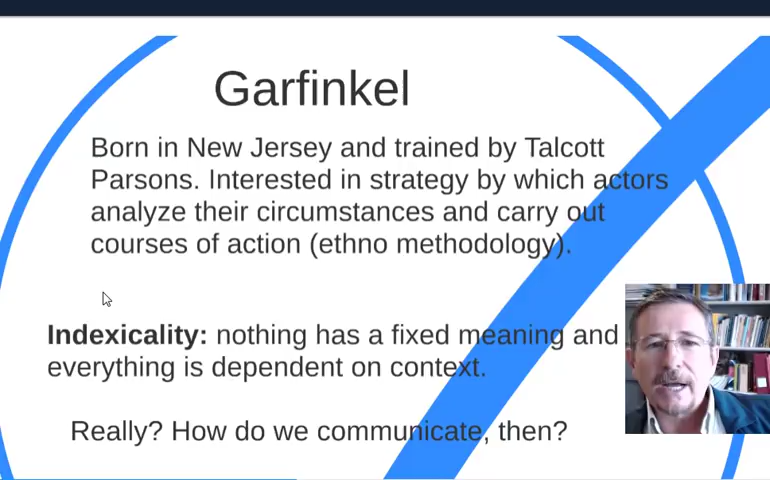 Garfinkel
Born in New Jersey and trained by Talcott
Parsons. Interested in strategy by which actors
analyze their circumstances and carry out
courses of action (ethno methodology).
Indexicality: nothing has a fixed meaning and
everything is dependent on context.
Really? How do we communicate, then?